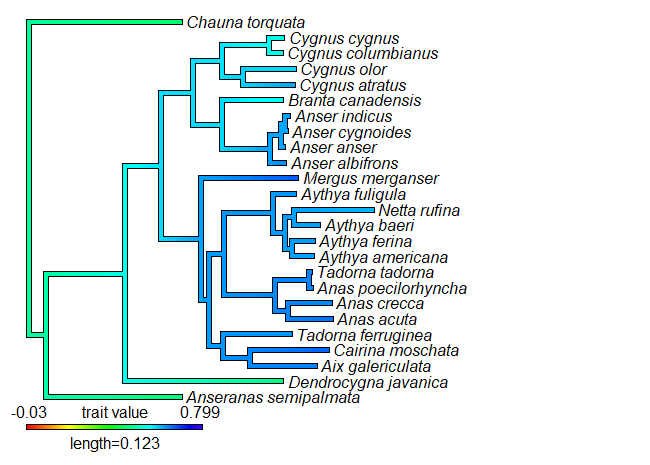 Chauna torquata
Cygnus cygnus
Cygnus columbianus
Cygnus olor
Cygnus atratus
Branta canadensis
Anser indicus
Anser cygnoides
Anser anser
Anser albifrons
Mergus merganser
Aythya fuligula
Netta rufina
Aythya baeri
Aythya ferina
Aythya americana
Tadorna tadorna
Anas poecilorhyncha
Anas crecca
Anas acuta
Tadorna ferruginea
Cairina moschata
Aix galericulata
Dendrocygna javanica
Anseranas semipalmata
-0.03 trait value 0.799
length=0.123